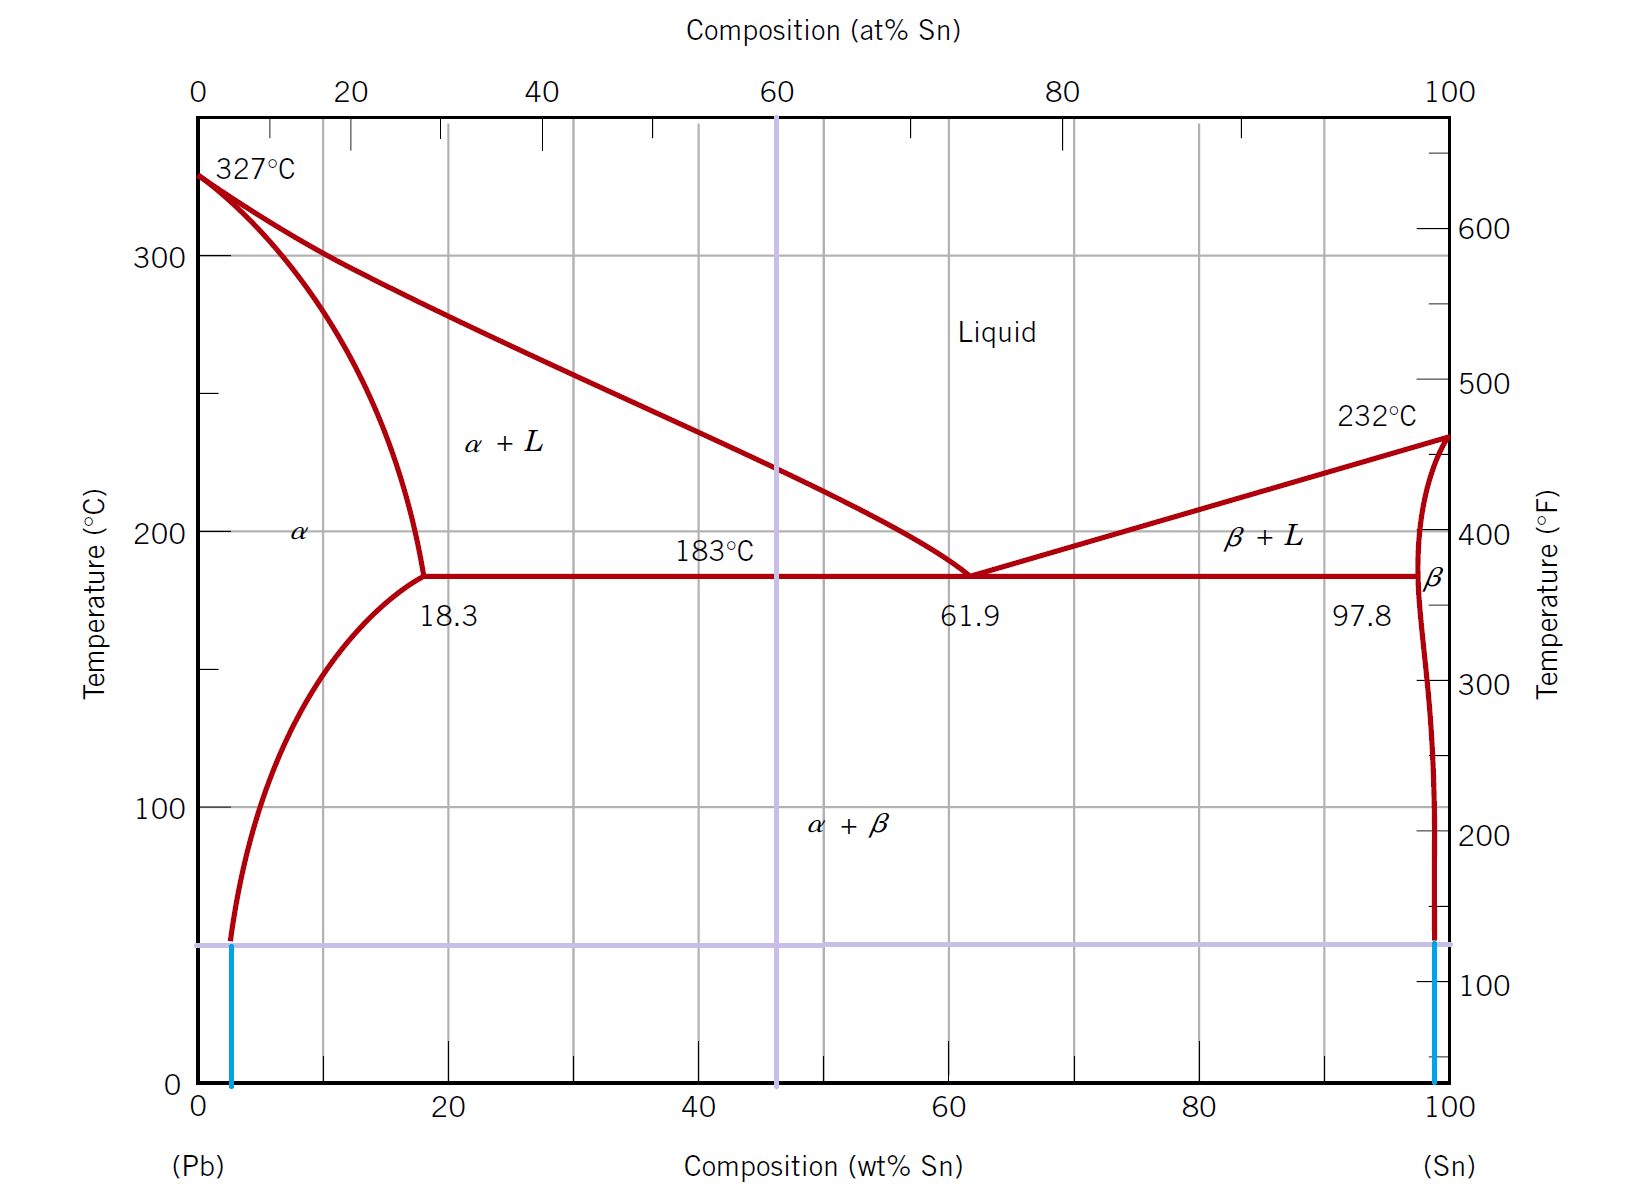 Composition (at% Sn)
0 20 40 60 80 100
327°C
600
300
Liquid
500
232°C
α + L
α
200
β + L
400
183°C
β
18.3
61.9
97.8
Temperature (°C)
Temperature (°F)
300
100
α + β
200
100
0
0 20 40 60 80 100
(Pb)
Composition (wt% Sn)
(Sn)